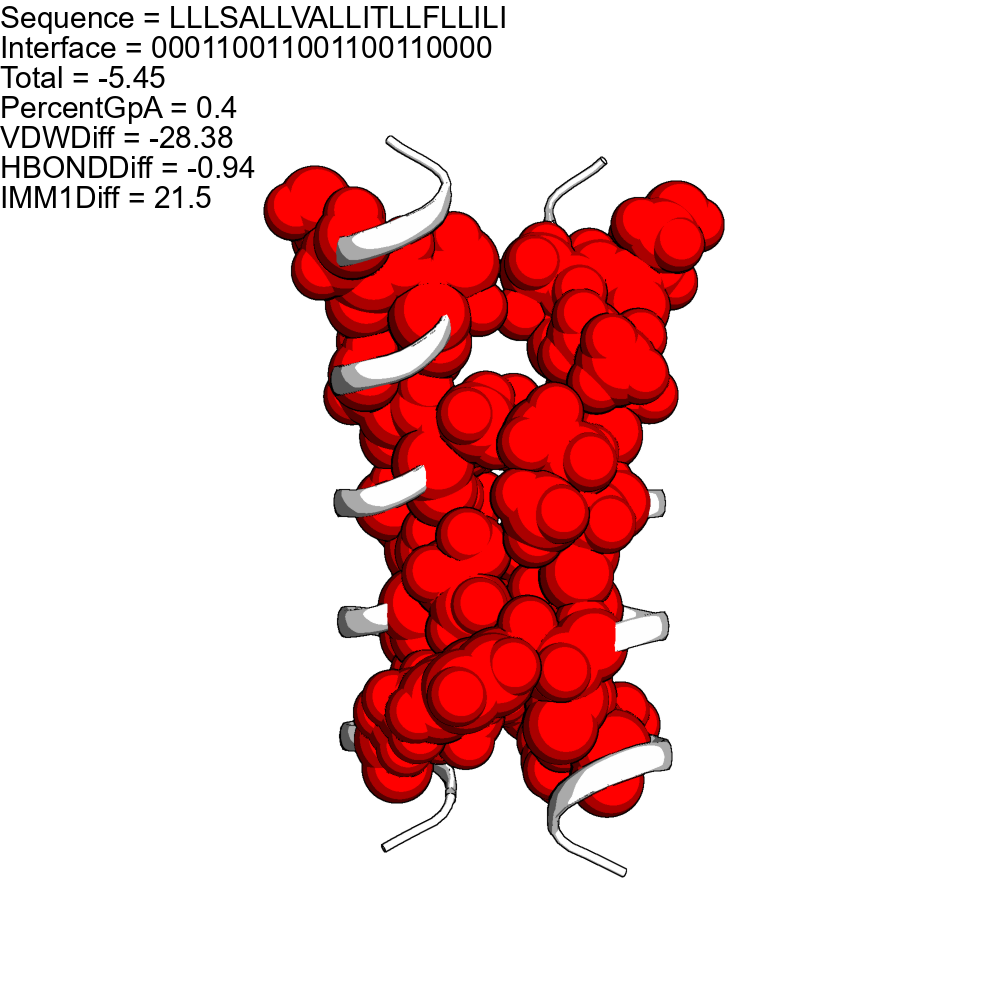 Sequence = LLLSALLVALLITLLFLLILI
Interface = 000110011001100110000
Total = -5.45
PercentGpA = 0.4
VDWDiff = -28.38
HBONDDiff = -0.94
IMM1Diff = 21.5